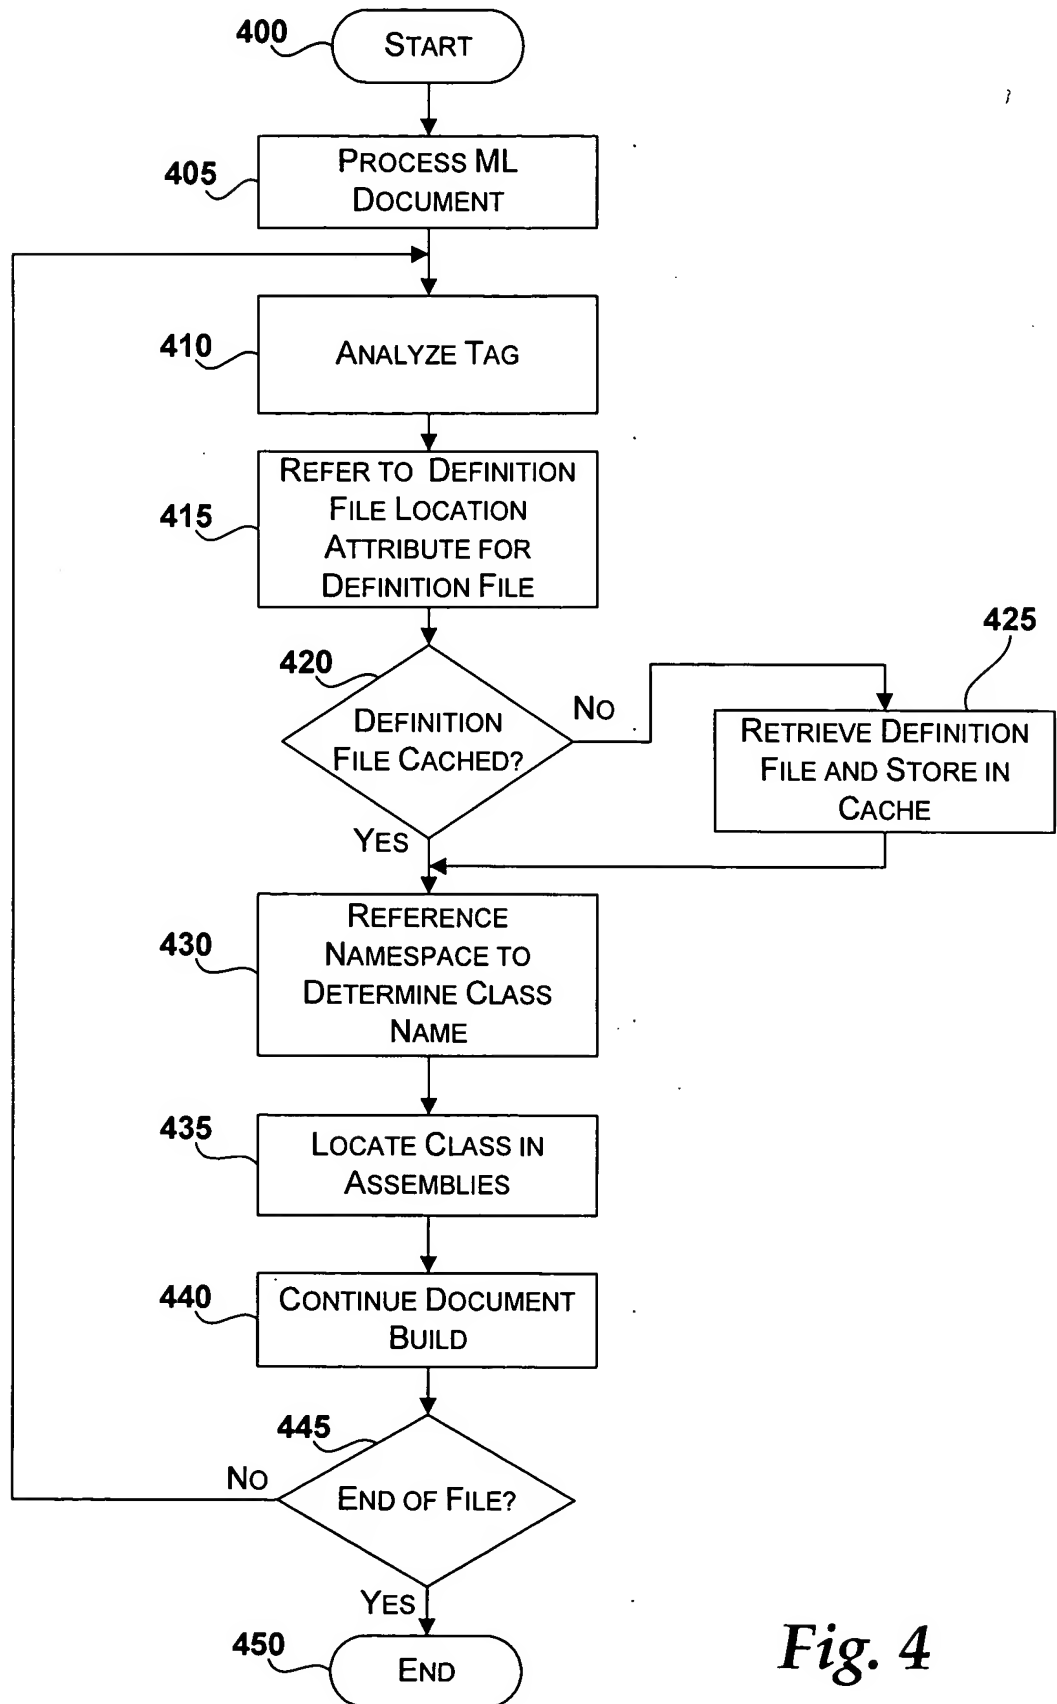 400
START
405
PROCESS ML
DOCUMENT
410
ANALYZE TAG
415
REFER TO DEFINITION
FILE LOCATION
ATTRIBUTE FOR
DEFINITION FILE
420
DEFINITION
FILE CACHED?
NO
425
RETRIEVE DEFINITION
FILE AND STORE IN
CACHE
YES
430
REFERENCE
NAMESPACE TO
DETERMINE CLASS
NAME
435
LOCATE CLASS IN
ASSEMBLIES
440
CONTINUE DOCUMENT
BUILD
445
END OF FILE?
NO
YES
450
END
Fig. 4